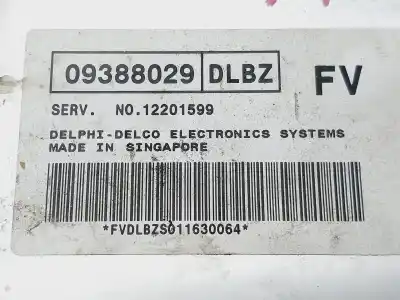 09388029 DLBZ FV
SERV. NO.12201599
DELPHI-DELCO ELECTRONICS SYSTEMS
MADE IN SINGAPORE
*FVDLBZS011630064*